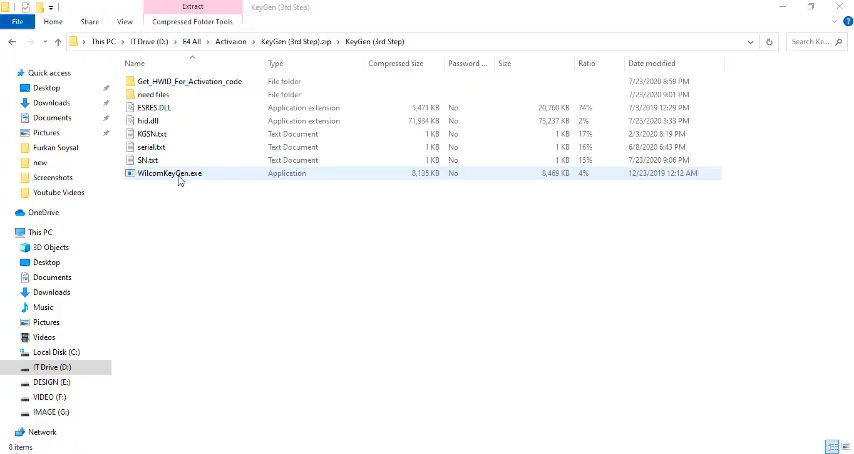 Extract
KeyGen (3rd Step)
File Home Share View Compressed Folder Tools
This PC IT Drive (D:) E4 All Activaion KeyGen (3rd Step).zip KeyGen (3rd Step) Search Ke...
Name Type Compressed size Password ... Size Ratio Date modified
Quick access
Desktop
Downloads
Documents
Pictures
Furkan Soysal
new
Screenshots
Youtube Videos
OneDrive
This PC
3D Objects
Desktop
Documents
Downloads
Music
Pictures
Videos
Local Disk (C:)
IT Drive (D:)
DESIGN (E:)
VIDEO (F:)
IMAGE (G:)
Network
Get_HWID_For_Activation_code File folder 7/23/2020 8:59 PM
need files File folder 7/23/2020 9:01 PM
ESRES.DLL Application extension 5,471 KB No 20,760 KB 74% 7/3/2019 12:29 PM
hid.dll Application extension 71,934 KB No 73,237 KB 2% 7/23/2020 3:33 PM
KGSN.txt Text Document 1 KB No 1 KB 17% 2/3/2020 8:19 PM
serial.txt Text Document 1 KB No 1 KB 16% 6/8/2020 6:43 PM
SN.txt Text Document 1 KB No 1 KB 15% 7/23/2020 9:06 PM
WilcomKeyGen.exe Application 8,135 KB No 8,469 KB 4% 12/23/2019 12:12 AM
8 items